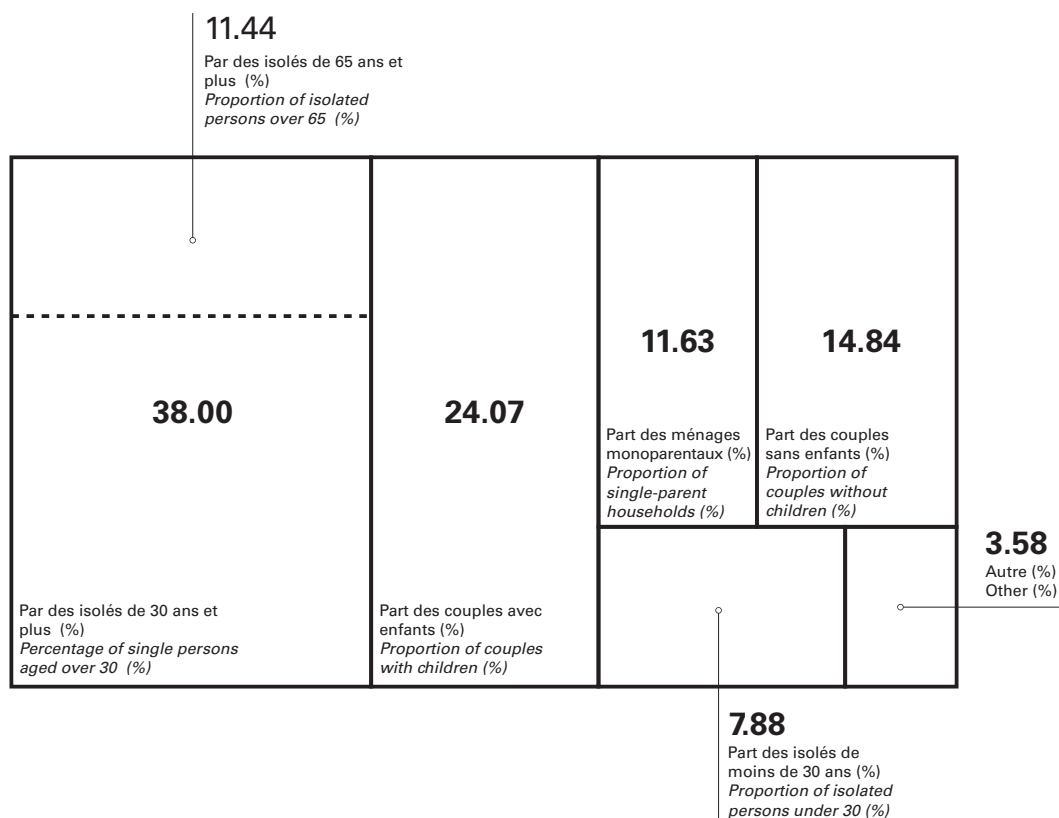 11.44
Par des isolés de 65 ans et
plus (%)
Proportion of isolated
persons over 65 (%)
38.00
Par des isolés de 30 ans et
plus (%)
Percentage of single persons
aged over 30 (%)
24.07
Part des couples avec
enfants (%)
Proportion of couples
with children (%)
11.63
Part des ménages
monoparentaux (%)
Proportion of
single-parent
households (%)
14.84
Part des couples
sans enfants (%)
Proportion of
couples without
children (%)
3.58
Autre (%)
Other (%)
7.88
Part des isolés de
moins de 30 ans (%)
Proportion of isolated
persons under 30 (%)